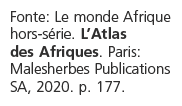 Fonte: Le monde Afrique
hors-série. L'Atlas
des Afriques. Paris:
Malesherbes Publications
SA, 2020. p. 177.